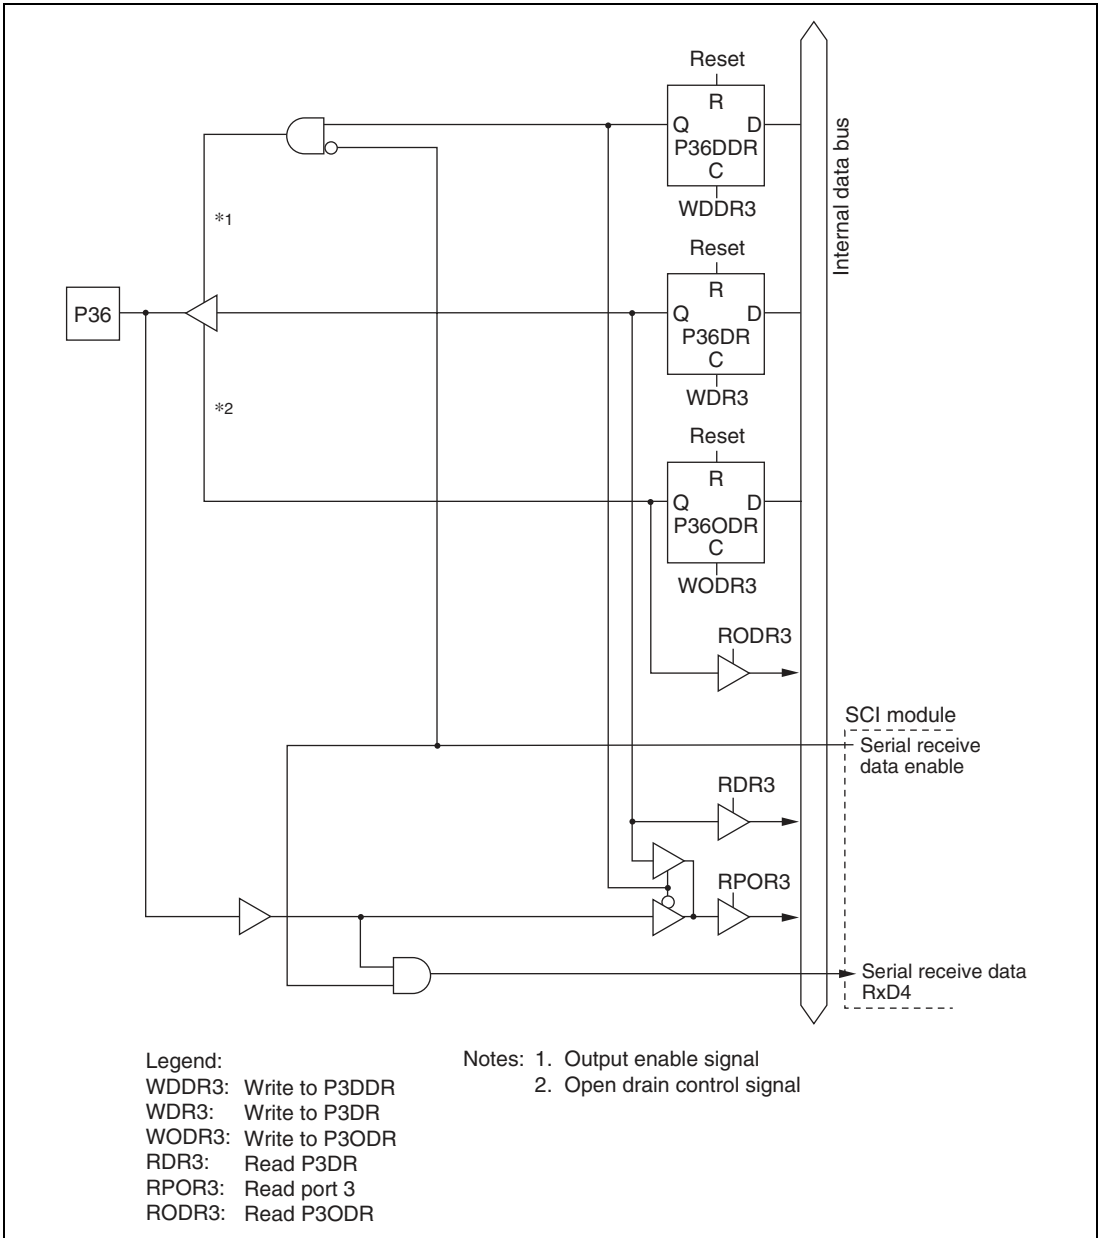 Reset
R
Q D
P36DDR
C
WDDR3
Internal data bus
*1
Reset
R
P36
Q D
P36DR
C
WDR3
*2
Reset
R
Q D
P36ODR
C
WODR3
RODR3
SCI module
Serial receive
data enable
RDR3
RPOR3
Serial receive data
RxD4
Legend:
WDDR3: Write to P3DDR
WDR3: Write to P3DR
WODR3: Write to P3ODR
RDR3: Read P3DR
RPOR3: Read port 3
RODR3: Read P3ODR
Notes: 1. Output enable signal
2. Open drain control signal